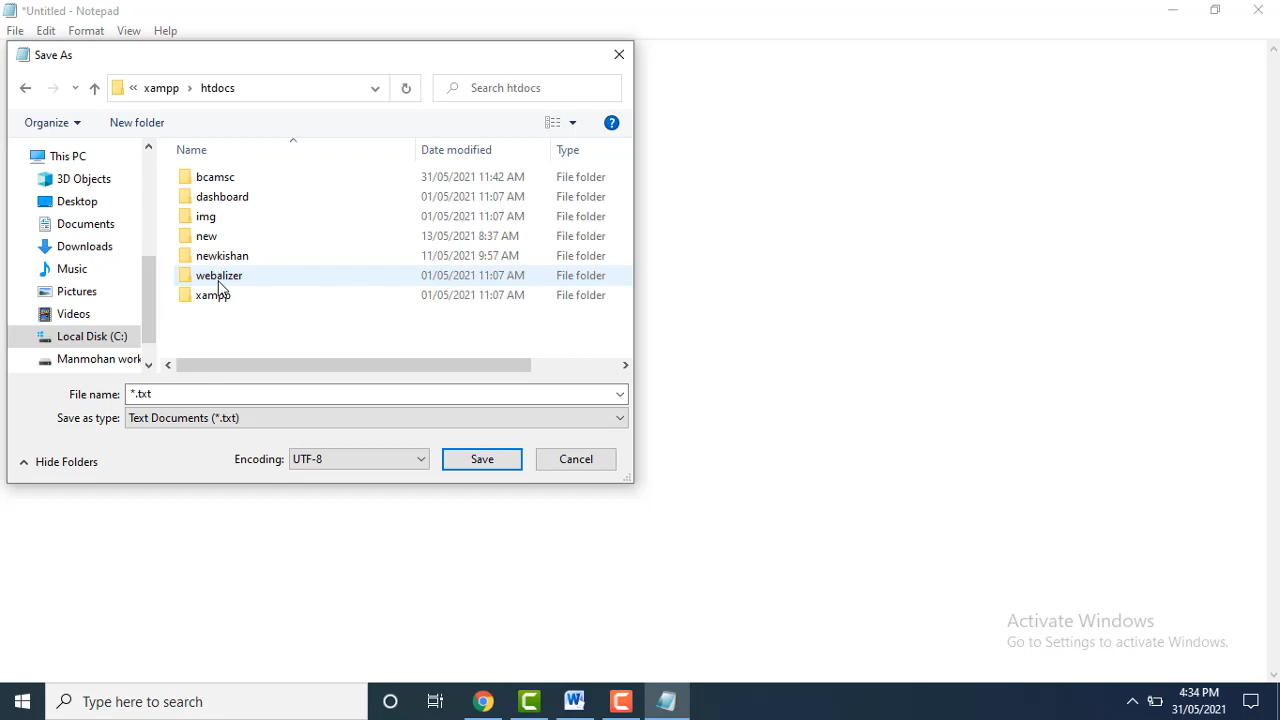 *Untitled - Notepad
File Edit Format View Help
Save As
« xampp › htdocs
Search htdocs
Organize New folder
This PC
3D Objects
Desktop
Documents
Downloads
Music
Pictures
Videos
Local Disk (C:)
Manmohan work
Name Date modified Type
bcamsc 31/05/2021 11:42 AM File folder
dashboard 01/05/2021 11:07 AM File folder
img 01/05/2021 11:07 AM File folder
new 13/05/2021 8:37 AM File folder
newkishan 11/05/2021 9:57 AM File folder
webalizer 01/05/2021 11:07 AM File folder
xampp 01/05/2021 11:07 AM File folder
File name: *.txt
Save as type: Text Documents (*.txt)
Hide Folders
Encoding: UTF-8 Save Cancel
Activate Windows
Go to Settings to activate Windows.
Type here to search
4:34 PM
31/05/2021